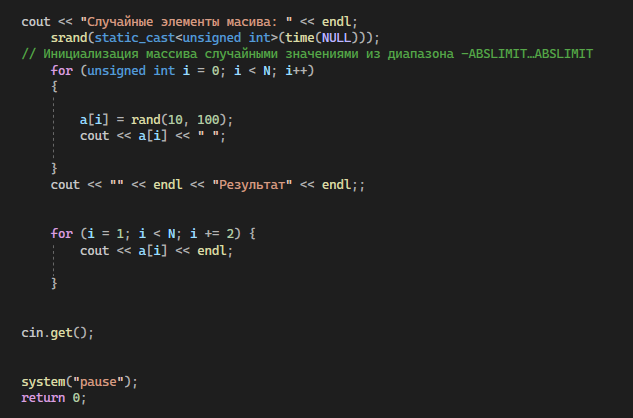 cout << "Случайные элементы масива: " << endl;
srand(static_cast<unsigned int>(time(NULL)));
// Инициализация массива случайными значениями из диапазона -ABSLIMIT…ABSLIMIT
for (unsigned int i = 0; i < N; i++)
{
a[i] = rand(10, 100);
cout << a[i] << " ";
}
cout << "" << endl << "Результат" << endl;;
for (i = 1; i < N; i += 2) {
cout << a[i] << endl;
}
cin.get();
system("pause");
return 0;